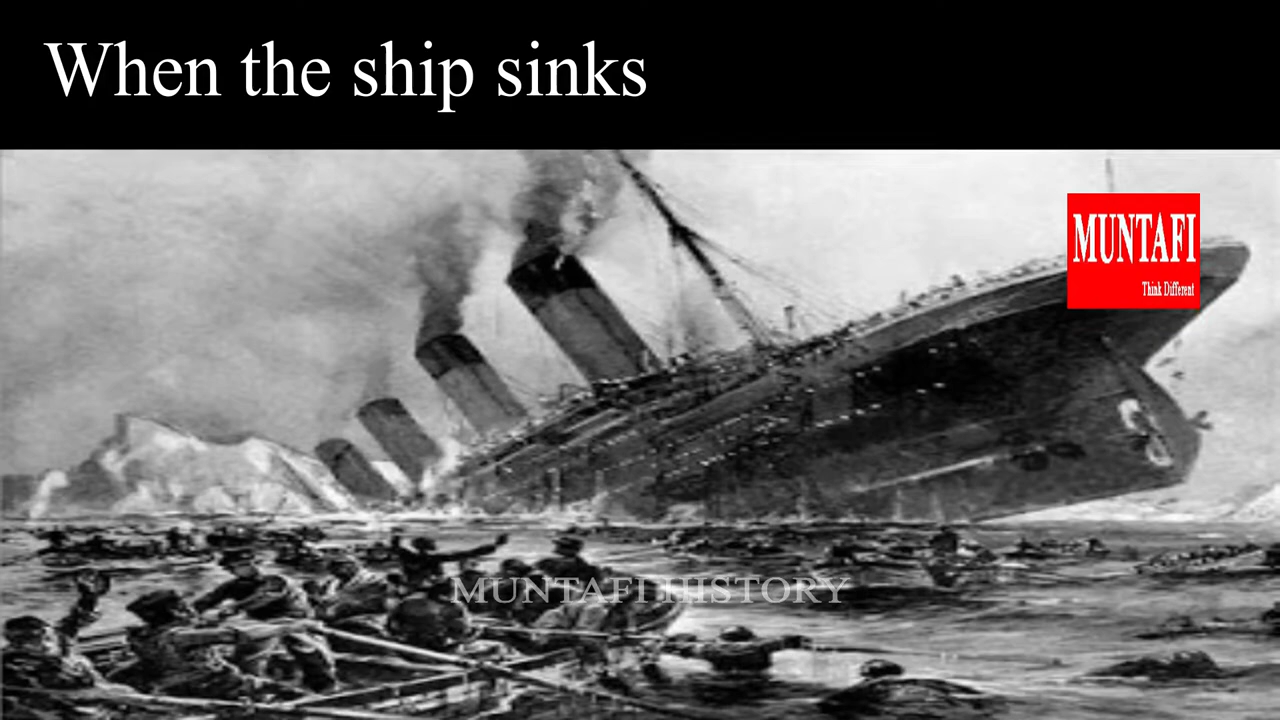 When the ship sinks
MUNTAFI
Think Different
MUNTAFI HISTORY